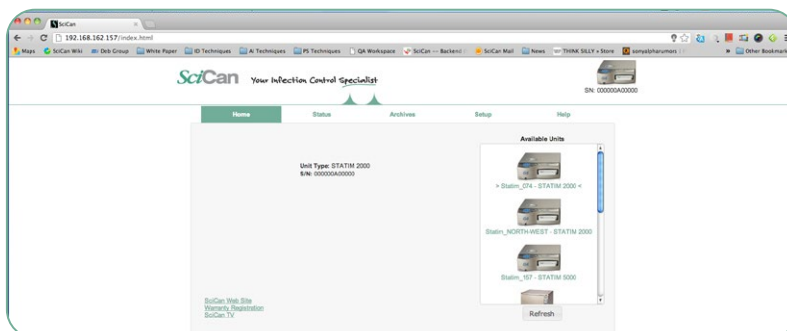 SciCan
192.168.162.157/index.html
Maps SciCan Wiki Deb Group White Paper ID Techniques AI Techniques PS Techniques QA Workspace SciCan — Backend SciCan Mail News THINK SILLY • Store Other Bookmark
SciCan Your Infection Control Specialist
SN: 000000A00000
Home Status Archives Setup Help
Available Units
Unit Type: STATIM 2000
S/N: 000000A00000
> Statim_074 - STATIM 2000 <
Statim_NORTH-WEST - STATIM 2000
Statim_157 - STATIM 5000
SciCan Web Site
Warranty Registration
SciCan TV
Refresh